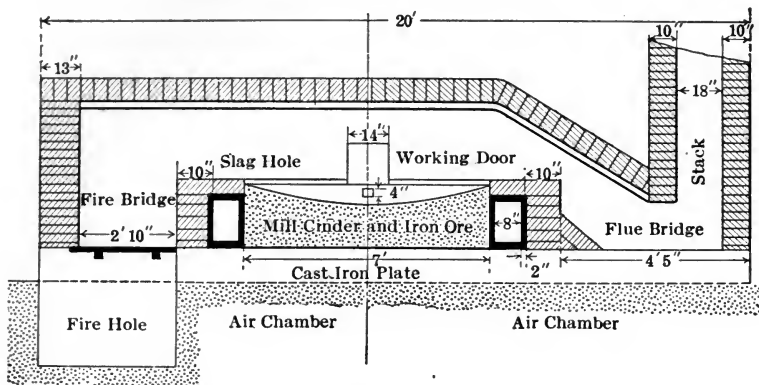 20'
10"
10"
13"
18"
14"
Slag Hole
Working Door
Stack
10"
10"
4"
Fire Bridge
Mill Cinder and Iron Ore
8"
Flue Bridge
2' 10"
7'
2"
4' 5"
Cast Iron Plate
Fire Hole
Air Chamber
Air Chamber